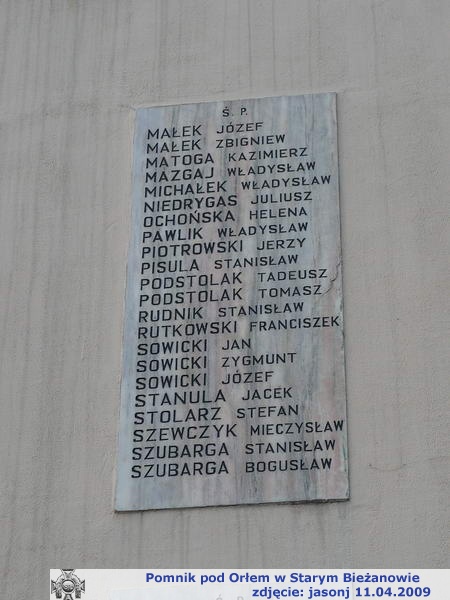 Ś. P.
MAŁEK JÓZEF
MAŁEK ZBIGNIEW
MATOGA KAZIMIERZ
MAZGAJ WŁADYSŁAW
MICHAŁEK WŁADYSŁAW
NIEDRYGAS JULIUSZ
OCHOŃSKA HELENA
PAWLIK WŁADYSŁAW
PIOTROWSKI JERZY
PISULA STANISŁAW
PODSTOLAK TADEUSZ
PODSTOLAK TOMASZ
RUDNIK STANISŁAW
RUTKOWSKI FRANCISZEK
SOWICKI JAN
SOWICKI ZYGMUNT
SOWICKI JÓZEF
STANULA JACEK
STOLARZ STEFAN
SZEWCZYK MIECZYSŁAW
SZUBARGA STANISŁAW
SZUBARGA BOGUSŁAW
Pomnik pod Orłem w Starym Bieżanowie
zdjęcie: jasonj 11.04.2009